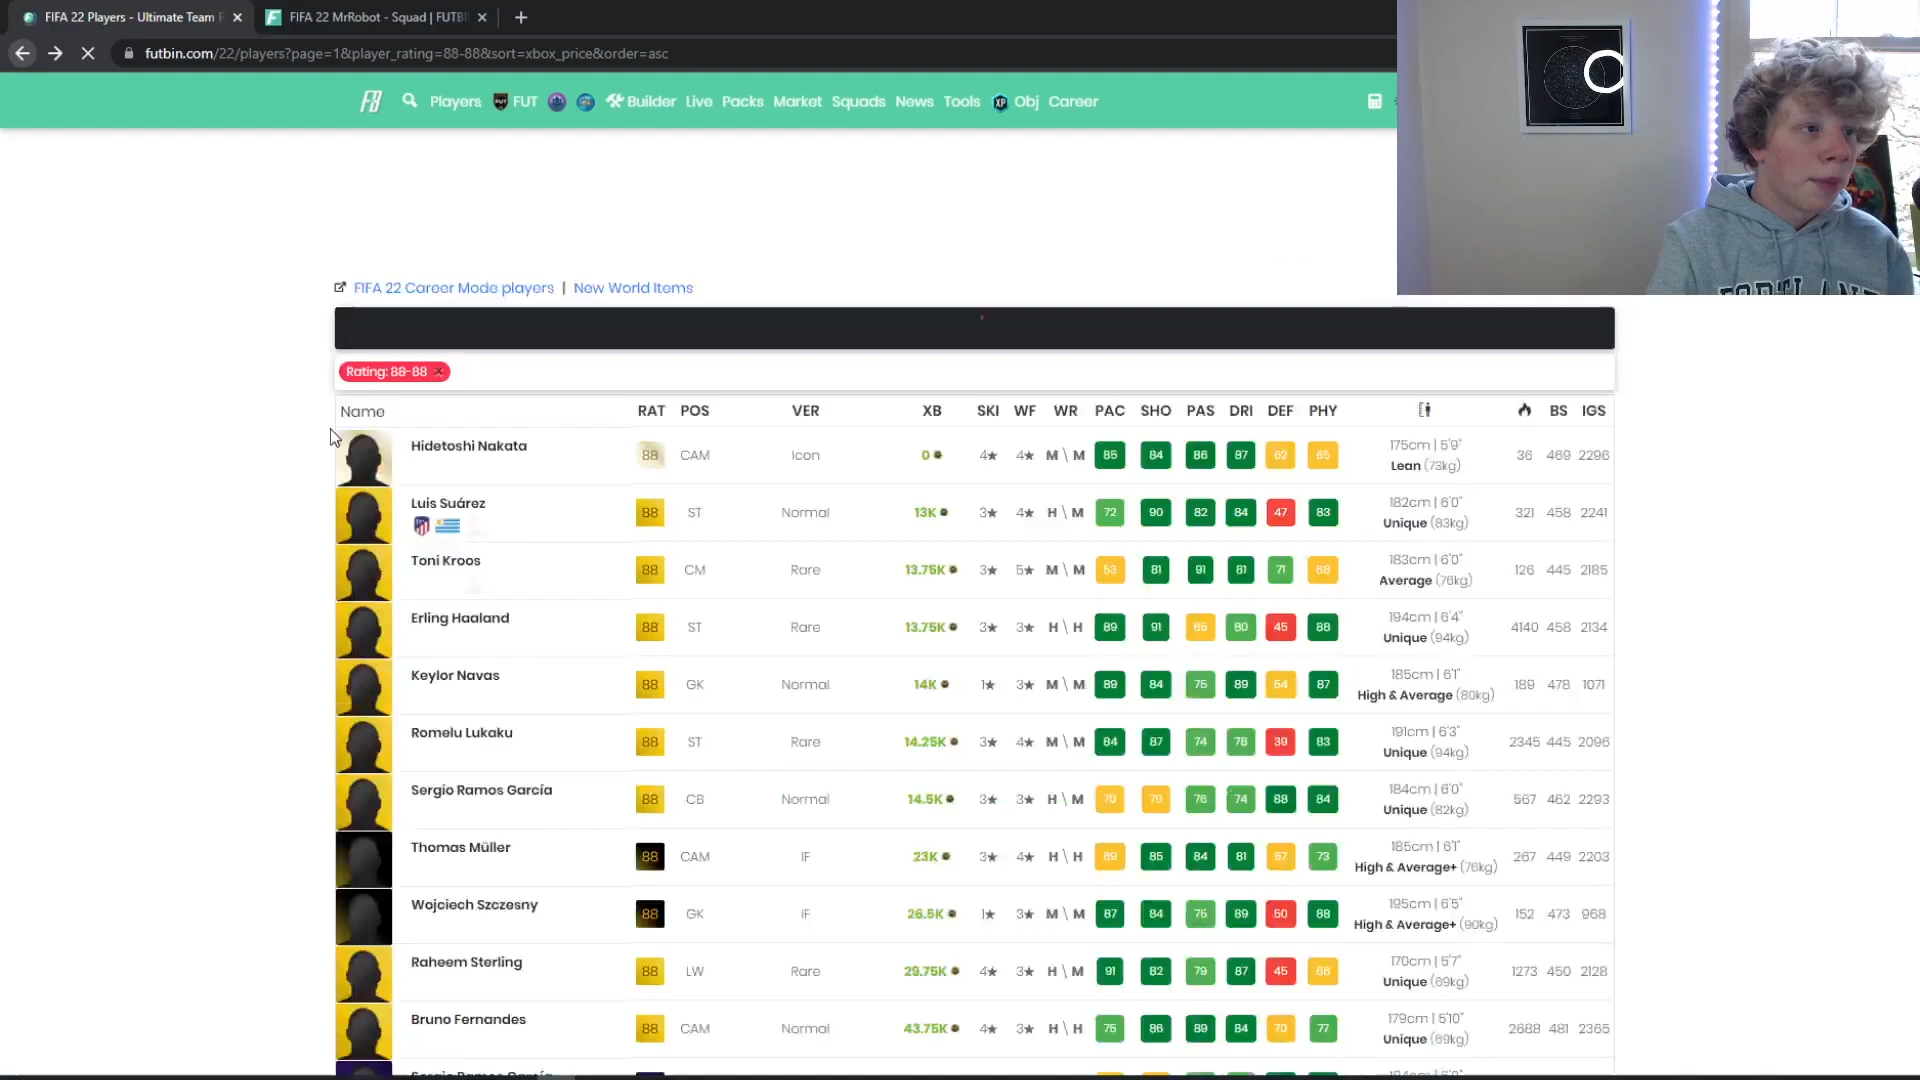 FIFA 22 Players - Ultimate Team
FIFA 22 MrRobot - Squad | FUTBI
futbin.com/22/players?page=1&player_rating=88-88&sort=xbox_price&order=asc
Players FUT Builder Live Packs Market Squads News Tools XP Obj Career
FIFA 22 Career Mode players | New World Items
Rating: 88-88
Name RAT POS VER XB SKI WF WR PAC SHO PAS DRI DEF PHY BS IGS
Hidetoshi Nakata 88 CAM Icon 0 4★ 4★ M \ M 85 84 86 87 62 65 175cm | 5'9" Lean (73kg) 36 469 2296
Luis Suárez 88 ST Normal 13K 3★ 4★ H \ M 72 90 82 84 47 83 182cm | 6'0" Unique (83kg) 321 458 2241
Toni Kroos 88 CM Rare 13.75K 3★ 5★ M \ M 53 81 91 81 71 68 183cm | 6'0" Average (76kg) 126 445 2185
Erling Haaland 88 ST Rare 13.75K 3★ 3★ H \ H 89 91 65 80 45 88 194cm | 6'4" Unique (94kg) 4140 458 2134
Keylor Navas 88 GK Normal 14K 1★ 3★ M \ M 89 84 75 89 54 87 185cm | 6'1" High & Average (80kg) 189 478 1071
Romelu Lukaku 88 ST Rare 14.25K 3★ 4★ M \ M 84 87 74 78 39 83 191cm | 6'3" Unique (94kg) 2345 445 2096
Sergio Ramos García 88 CB Normal 14.5K 3★ 3★ H \ M 70 70 76 74 88 84 184cm | 6'0" Unique (82kg) 567 462 2293
Thomas Müller 88 CAM IF 23K 3★ 4★ H \ H 69 85 84 81 57 73 185cm | 6'1" High & Average+ (76kg) 267 449 2203
Wojciech Szczesny 88 GK IF 26.5K 1★ 3★ M \ M 87 84 75 89 50 88 195cm | 6'5" High & Average+ (90kg) 152 473 968
Raheem Sterling 88 LW Rare 29.75K 4★ 3★ H \ M 91 82 79 87 45 66 170cm | 5'7" Unique (69kg) 1273 450 2128
Bruno Fernandes 88 CAM Normal 43.75K 4★ 3★ H \ H 75 86 89 84 70 77 179cm | 5'10" Unique (69kg) 2688 481 2365
Sergio Ramos García
PORTLAND